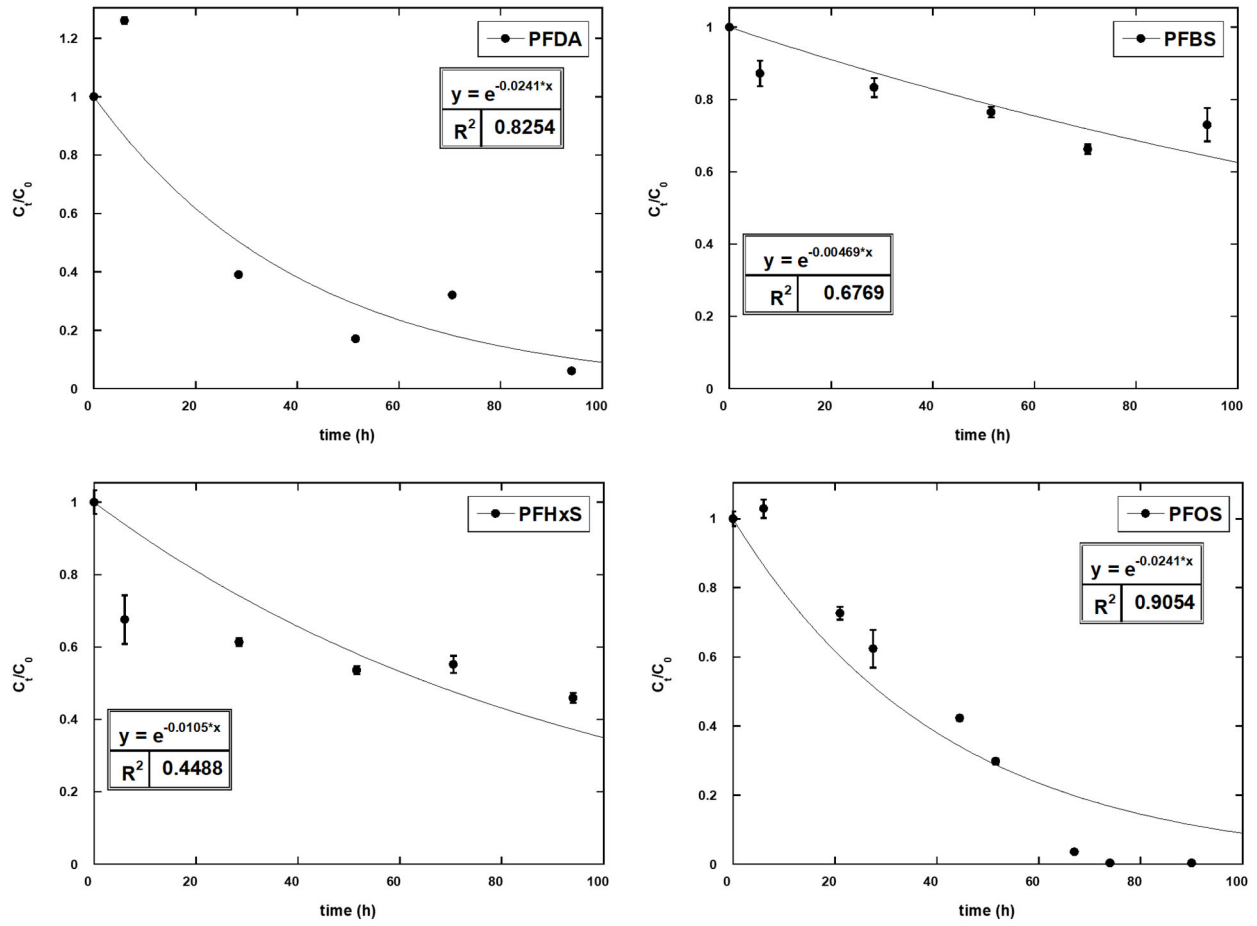 PFDA
y = e^-0.0241*x
R^2 0.8254
1.2
1
0.8
0.6
0.4
0.2
0
C_t/C_0
0 20 40 60 80 100
time (h)
PFBS
y = e^-0.00469*x
R^2 0.6769
1
0.8
0.6
0.4
0.2
0
C_t/C_0
0 20 40 60 80 100
time (h)
PFHxS
y = e^-0.0105*x
R^2 0.4488
1
0.8
0.6
0.4
0.2
0
C_t/C_0
0 20 40 60 80 100
time (h)
PFOS
y = e^-0.0241*x
R^2 0.9054
1
0.8
0.6
0.4
0.2
0
C_t/C_0
0 20 40 60 80 100
time (h)